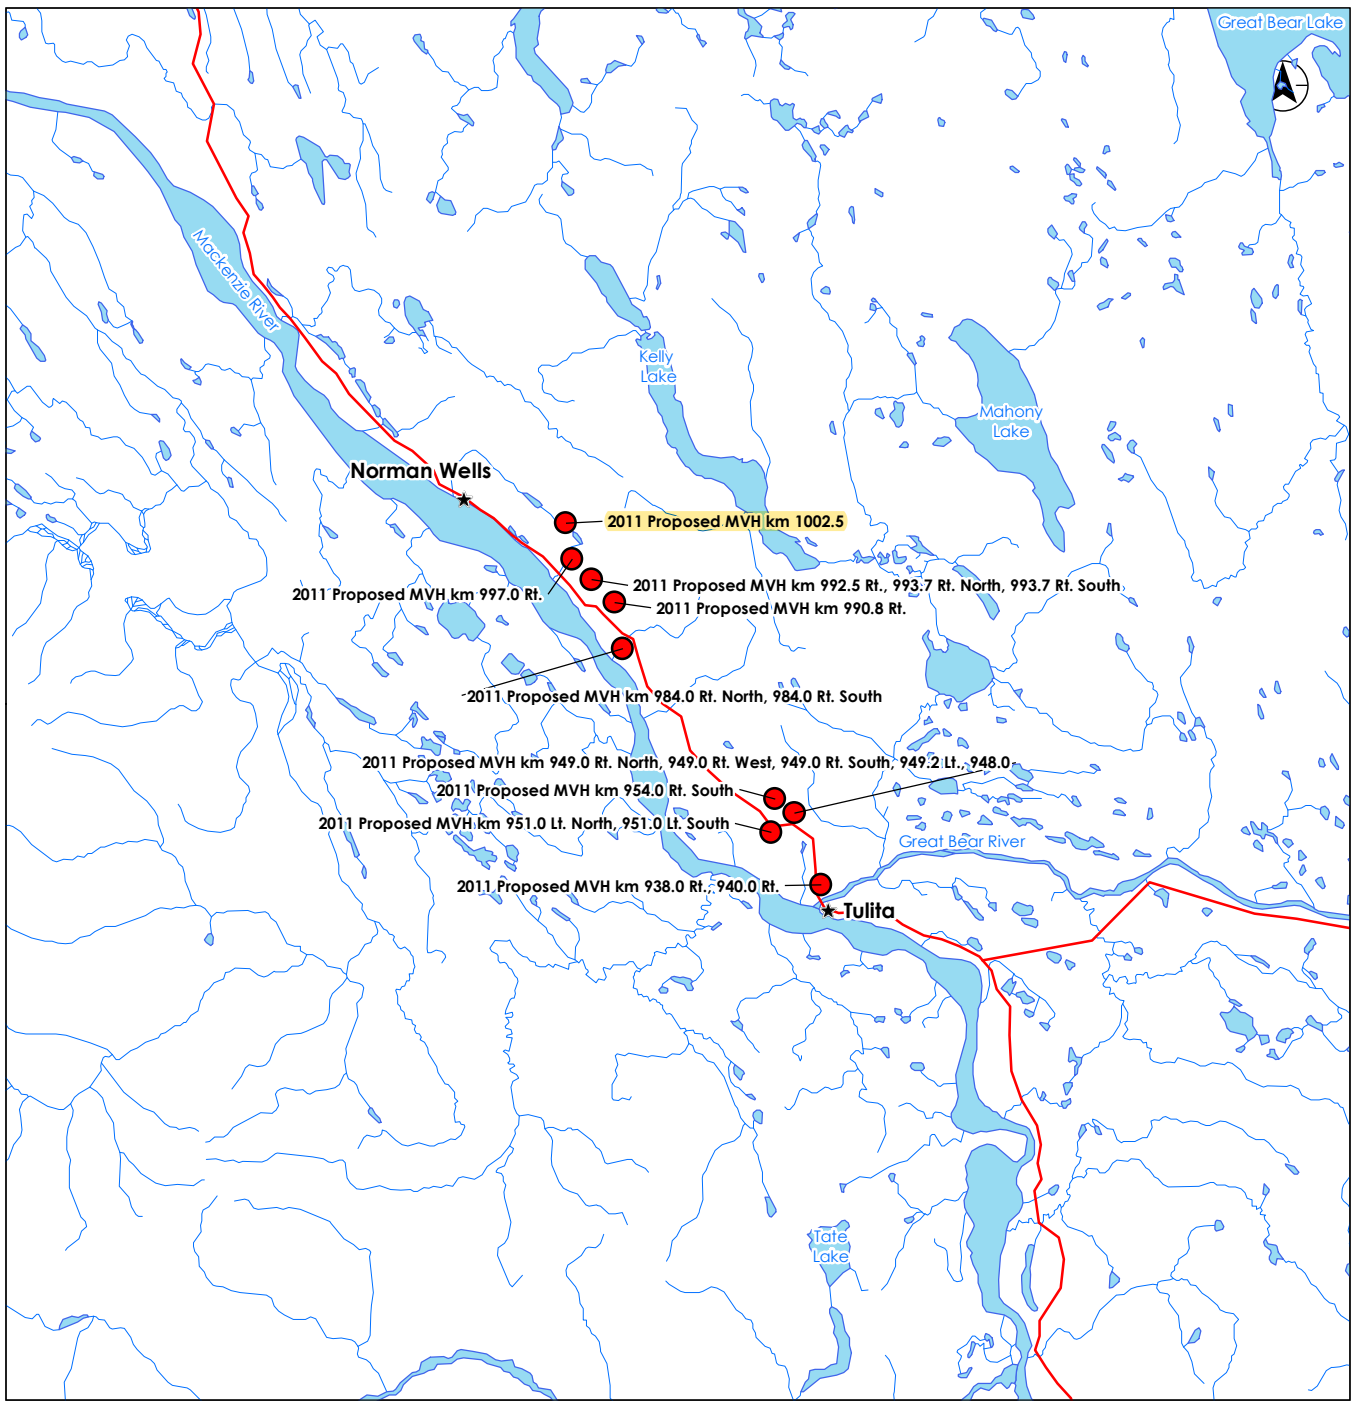 Great Bear Lake
Mackenzie River
Kelly
Lake
Mahony
Lake
Norman Wells
2011 Proposed MVH km 1002.5
2011 Proposed MVH km 992.5 Rt., 993.7 Rt. North, 993.7 Rt. South
2011 Proposed MVH km 997.0 Rt.
2011 Proposed MVH km 990.8 Rt.
2011 Proposed MVH km 984.0 Rt. North, 984.0 Rt. South
2011 Proposed MVH km 949.0 Rt. North, 949.0 Rt. West, 949.0 Rt. South, 949.2 Lt., 948.0
2011 Proposed MVH km 954.0 Rt. South
2011 Proposed MVH km 951.0 Lt. North, 951.0 Lt. South
Great Bear River
2011 Proposed MVH km 938.0 Rt., 940.0 Rt.
Tulita
Tate
Lake